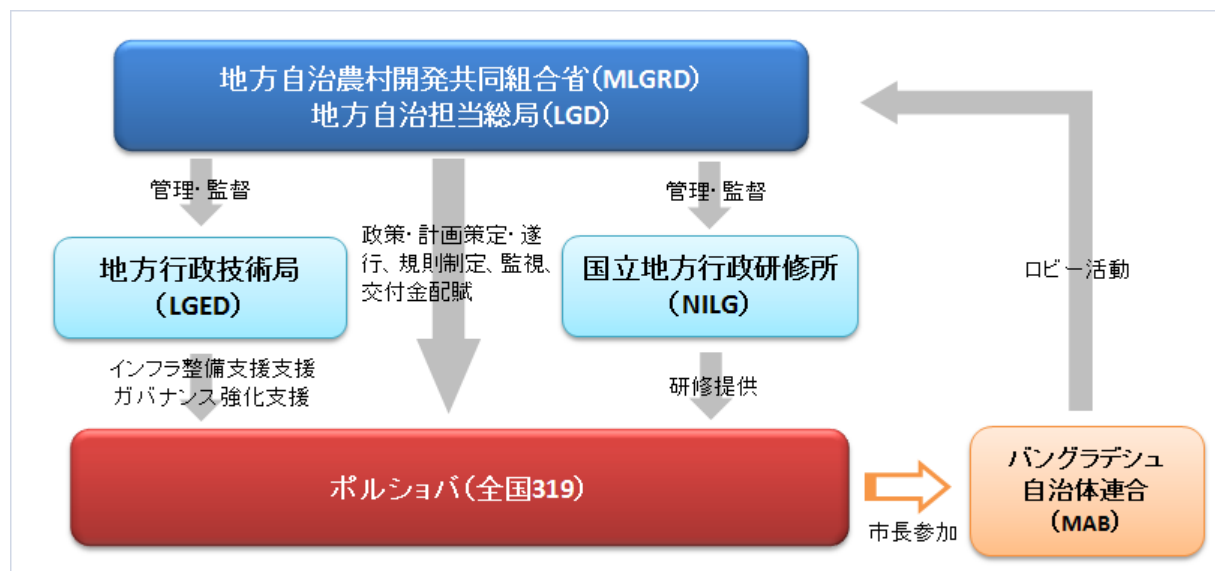 地方自治農村開発共同組合省(MLGRD)
地方自治担当総局(LGD)
管理・監督
管理・監督
政策・計画策定・遂
行、規則制定、監視、
交付金配賦
地方行政技術局
(LGED)
国立地方行政研修所
(NILG)
ロビー活動
インフラ整備支援支援
ガバナンス強化支援
研修提供
ポルショバ(全国319)
市長参加
バングラデシュ
自治体連合
(MAB)